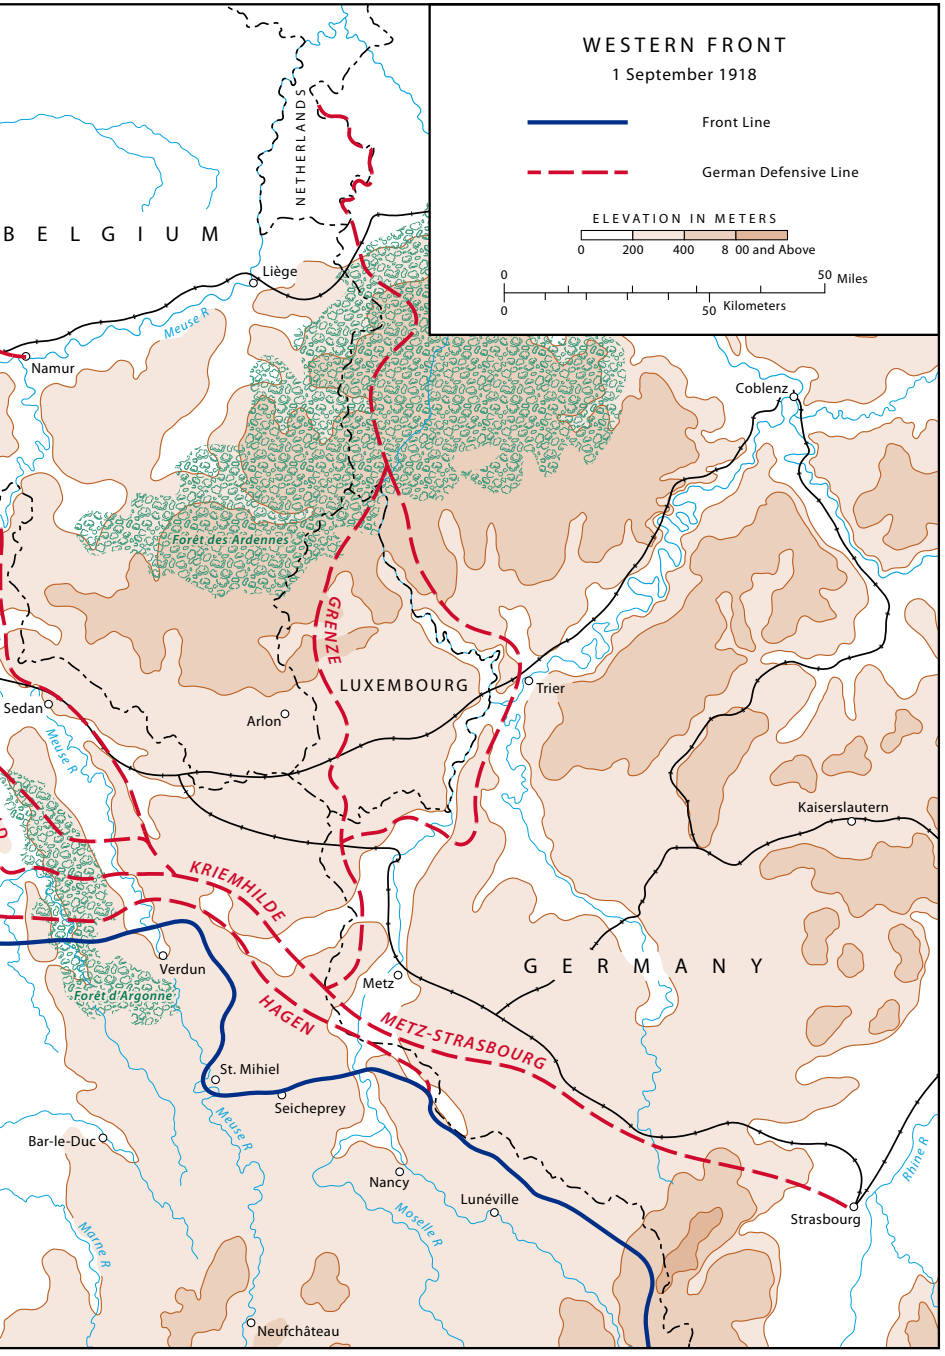 WESTERN FRONT
1 September 1918
Front Line
German Defensive Line
ELEVATION IN METERS
0 200 400 8 00 and Above
0 50 Miles
0 50 Kilometers
NETHERLANDS
BELGIUM
Liège
Meuse R
Namur
Coblenz
Forêt des Ardennes
GRENZE
LUXEMBOURG
Trier
Sedan
Arlon
Meuse R
Kaiserslautern
KRIEMHILDE
Verdun
GERMANY
Metz
Forêt d'Argonne
HAGEN
METZ-STRASBOURG
St. Mihiel
Seicheprey
Meuse R
Bar-le-Duc
Nancy
Rhine R
Lunéville
Moselle R
Strasbourg
Marne R
Neufchâteau